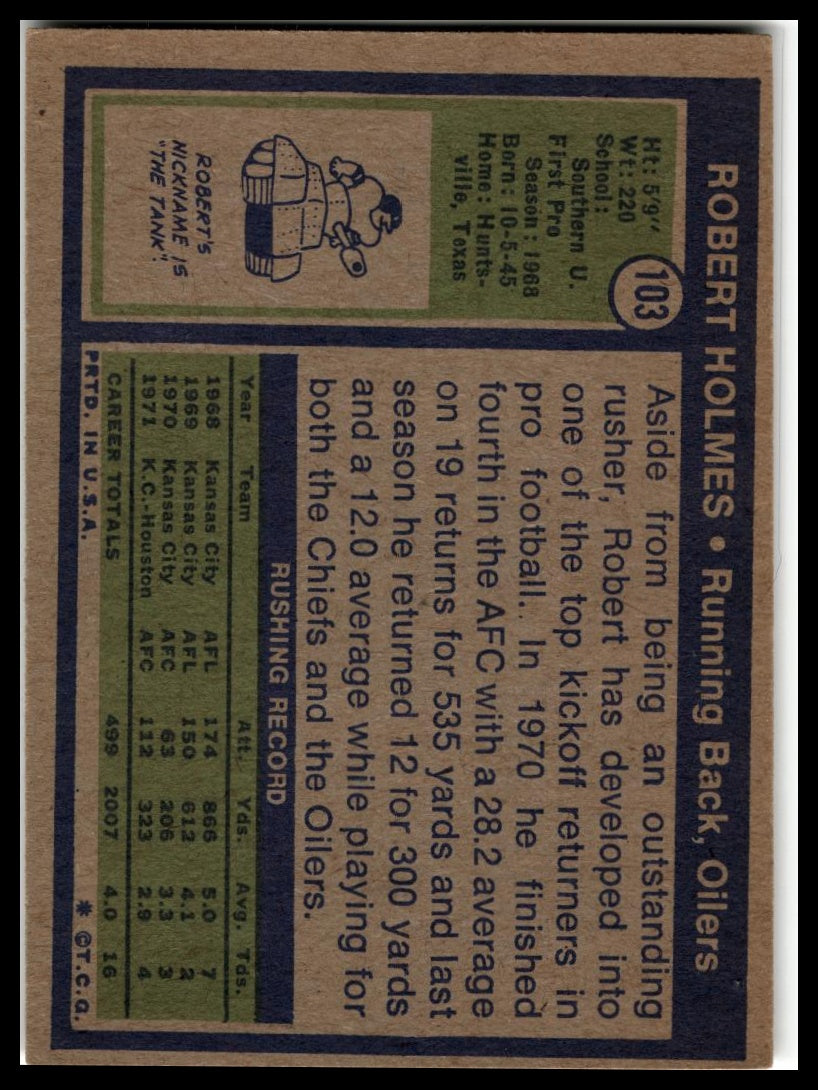 ROBERT HOLMES • Running Back, Oilers
103
Ht: 5'9"
Wt: 220
School:
Southern U.
First Pro
Season: 1968
Born: 10-5-45
Home: Hunts-
ville, Texas
ROBERT'S
NICKNAME IS
"THE TANK".
Aside from being an outstanding
rusher, Robert has developed into
one of the top kickoff returners in
pro football. In 1970 he finished
fourth in the AFC with a 28.2 average
on 19 returns for 535 yards and last
season he returned 12 for 300 yards
and a 12.0 average while playing for
both the Chiefs and the Oilers.
RUSHING RECORD
Year Team Att. Yds. Avg. Tds.
1968 Kansas City AFL 174 866 5.0 7
1969 Kansas City AFL 150 612 4.1 2
1970 Kansas City AFC 63 206 3.3 3
1971 K.C.-Houston AFC 112 323 2.9 4
CAREER TOTALS 499 2007 4.0 16
PRTD. IN U.S.A. * ©T.C.G.